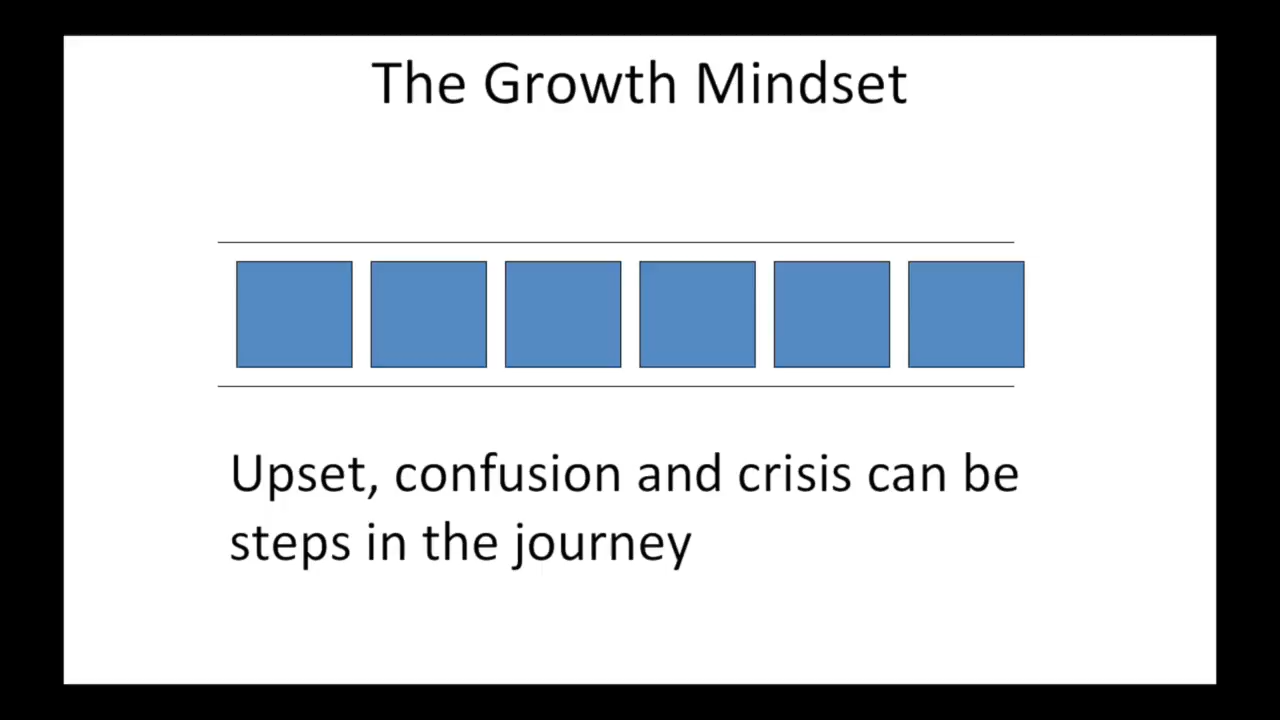 The Growth Mindset
Upset, confusion and crisis can be
steps in the journey